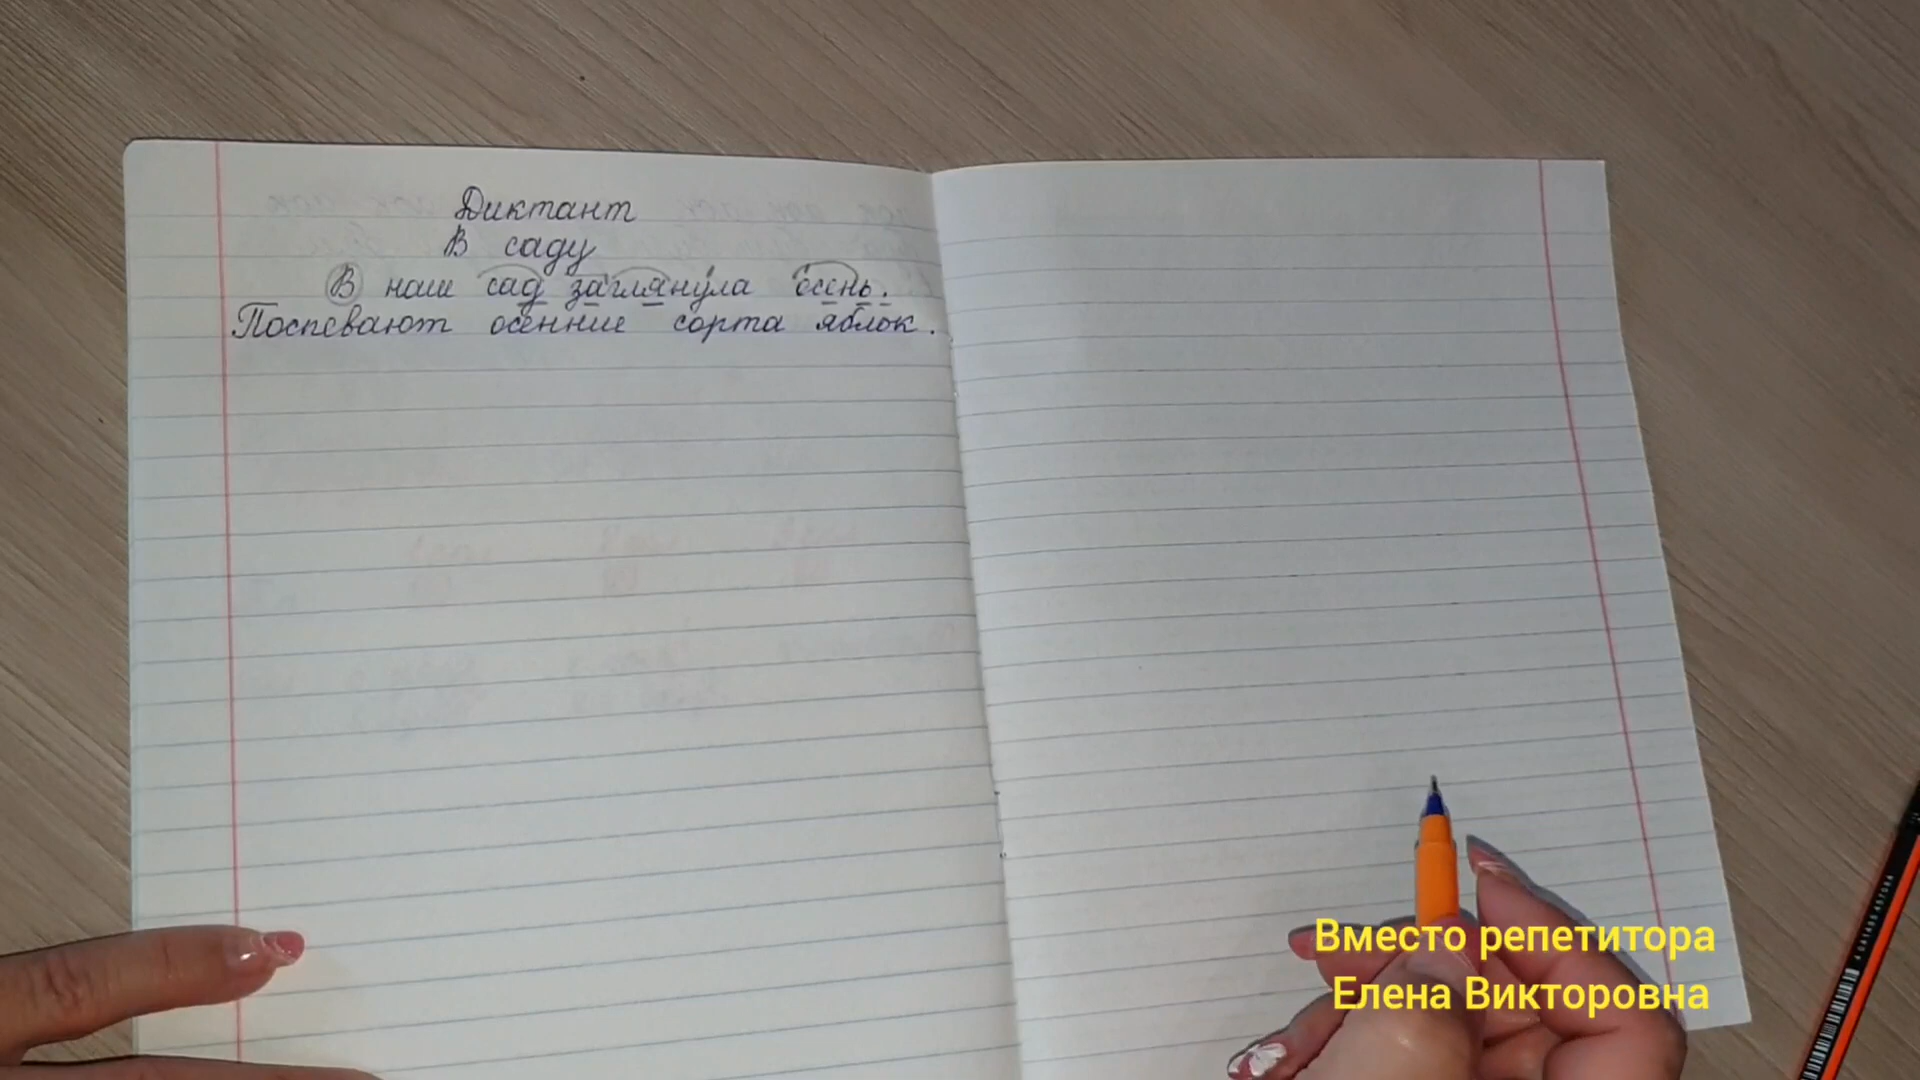 Диктант
В саду
В наш сад заглянула осень.
Поспевают осенние сорта яблок.
Вместо репетитора
Елена Викторовна